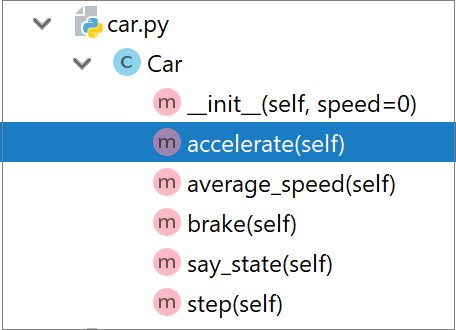 car.py
C Car
m __init__(self, speed=0)
m accelerate(self)
m average_speed(self)
m brake(self)
m say_state(self)
m step(self)